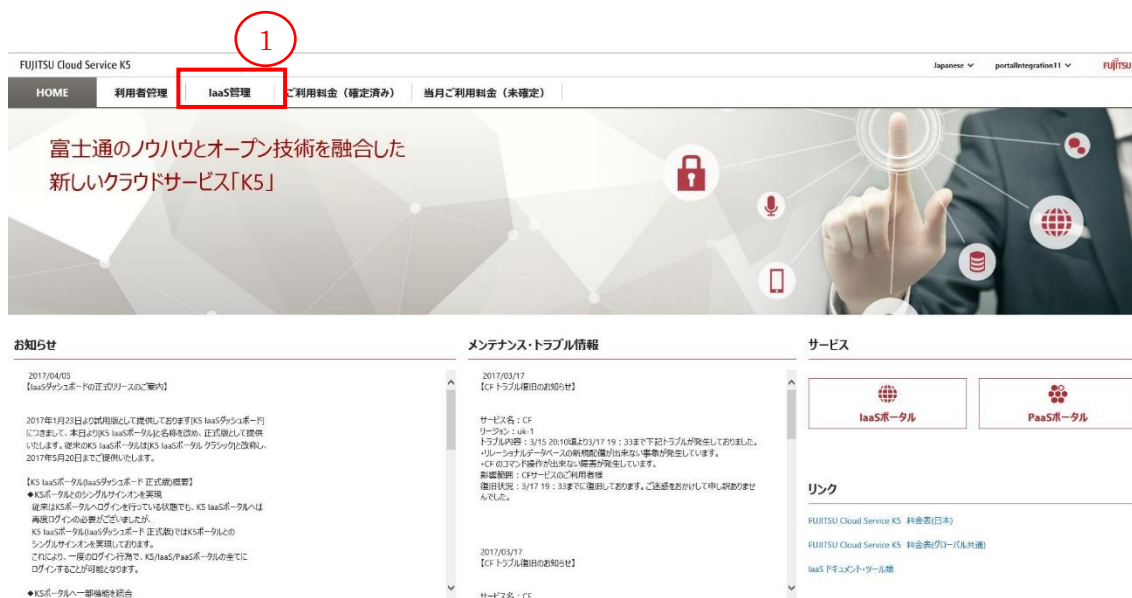 1
FUJITSU Cloud Service K5
Japanese
portalintegration11
FUJITSU
HOME
利用者管理
IaaS管理
ご利用料金（確定済み）
当月ご利用料金（未確定）
富士通のノウハウとオープン技術を融合した
新しいクラウドサービス「K5」
お知らせ
2017/04/05
【IaaSダッシュボードの正式リリースのご案内】
2017年1月23日より試用版として提供しております[K5 IaaSダッシュボード]
につきまして、本日より[K5 IaaSポータル]と名称を改め、正式版として提供
いたします。従来のK5 IaaSポータルは[K5 IaaSポータル クラシック]と改称し、
2017年5月20日までご提供いたします。
【K5 IaaSポータル(IaaSダッシュボード 正式版)概要】
◆K5ポータルとのシングルサインオンを実現
従来はK5ポータルへログインを行っている状態でも、K5 IaaSポータルへは
再度ログインの必要がございましたが、
K5 IaaSポータル(IaaSダッシュボード 正式版)ではK5ポータルとの
シングルサインオンを実現しております。
これにより、一度のログイン行為で、K5/IaaS/PaaSポータルの全てに
ログインすることが可能となります。
◆K5ポータルへ一部機能を統合
メンテナンス・トラブル情報
2017/03/17
【CF トラブル復旧のお知らせ】
サービス名：CF
リージョン：uk-1
トラブル内容：3/15 20:10頃より3/17 19：33まで下記トラブルが発生しておりました。
・リレーショナルデータベースの新規配備が出来ない事象が発生しています。
・CF のコマンド操作が出来ない障害が発生しています。
影響範囲：CFサービスのご利用者様
復旧状況：3/17 19：33までに復旧しております。ご迷惑をおかけして申し訳ありませ
んでした。
2017/03/17
【CF トラブル復旧のお知らせ】
サービス名：CF
サービス
IaaSポータル
PaaSポータル
リンク
FUJITSU Cloud Service K5 料金表(日本)
FUJITSU Cloud Service K5 料金表(グローバル共通)
IaaS ドキュメント・ツール類